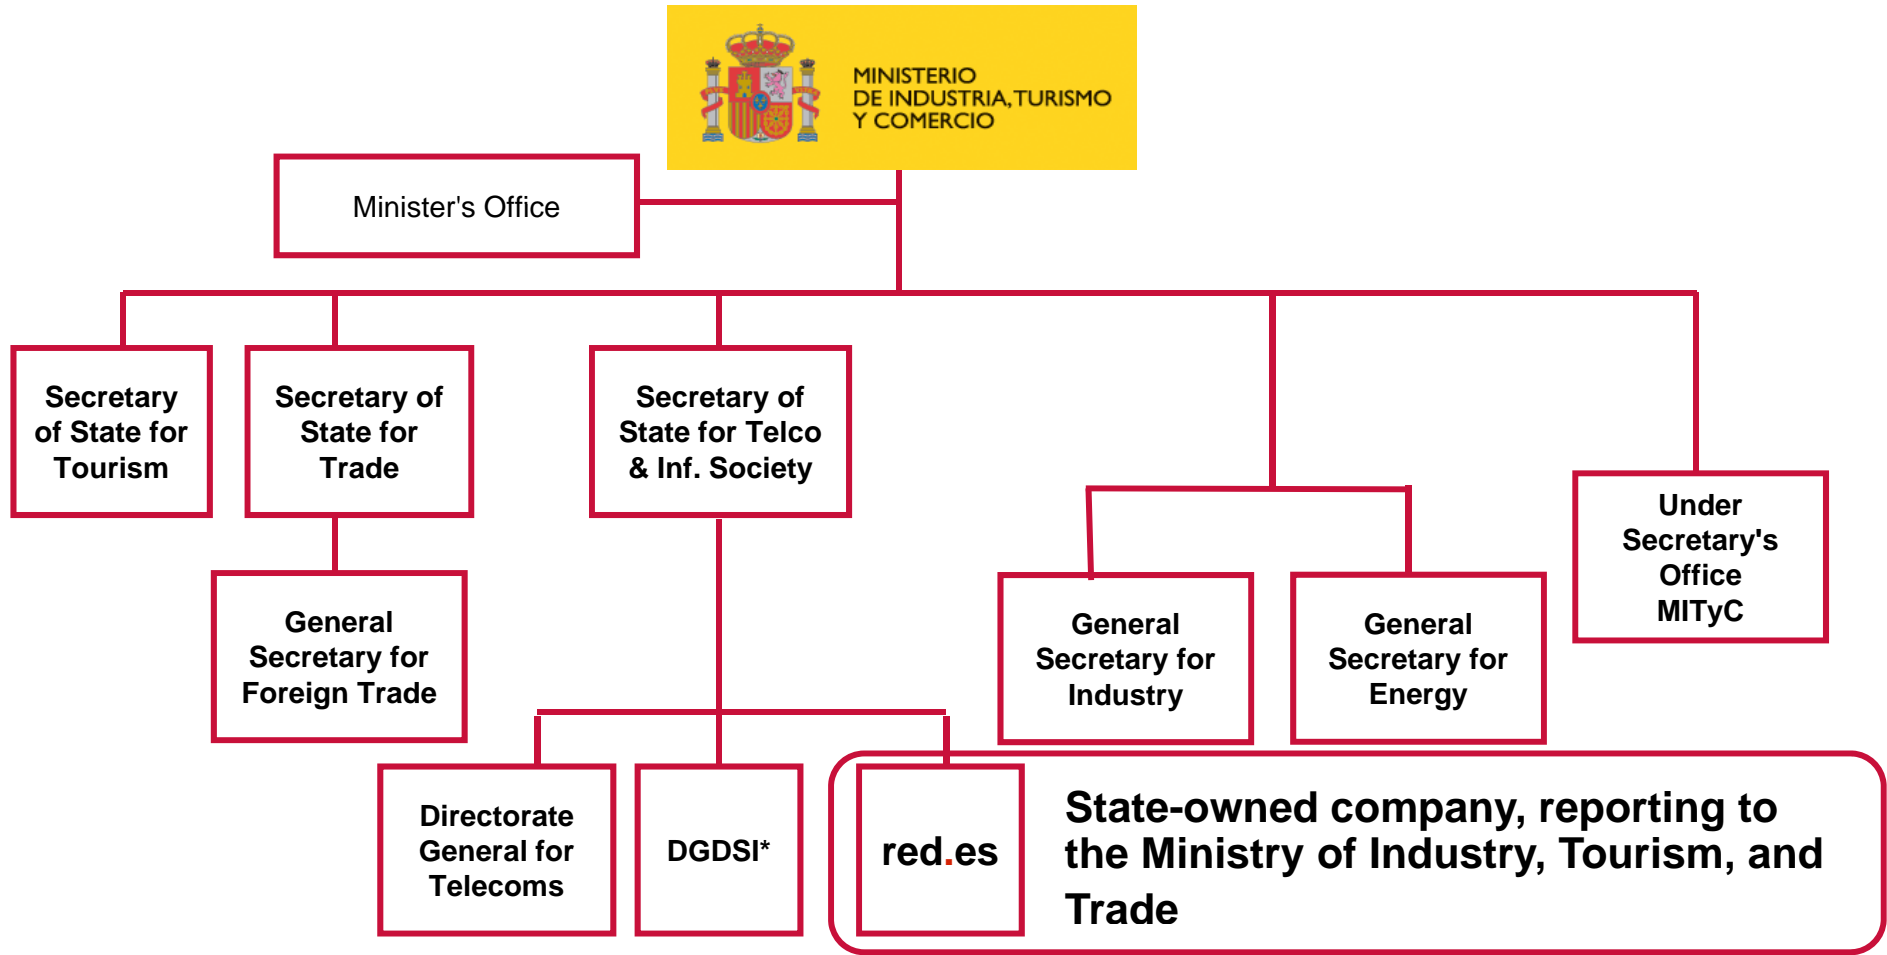 MINISTERIO
DE INDUSTRIA, TURISMO
Y COMERCIO
Minister's Office
Secretary
of State for
Tourism
Secretary of
State for
Trade
Secretary of
State for Telco
& Inf. Society
Under
Secretary's
Office
MITyC
General
Secretary for
Foreign Trade
General
Secretary for
Industry
General
Secretary for
Energy
Directorate
General for
Telecoms
DGDSI*
red.es
State-owned company, reporting to
the Ministry of Industry, Tourism, and
Trade